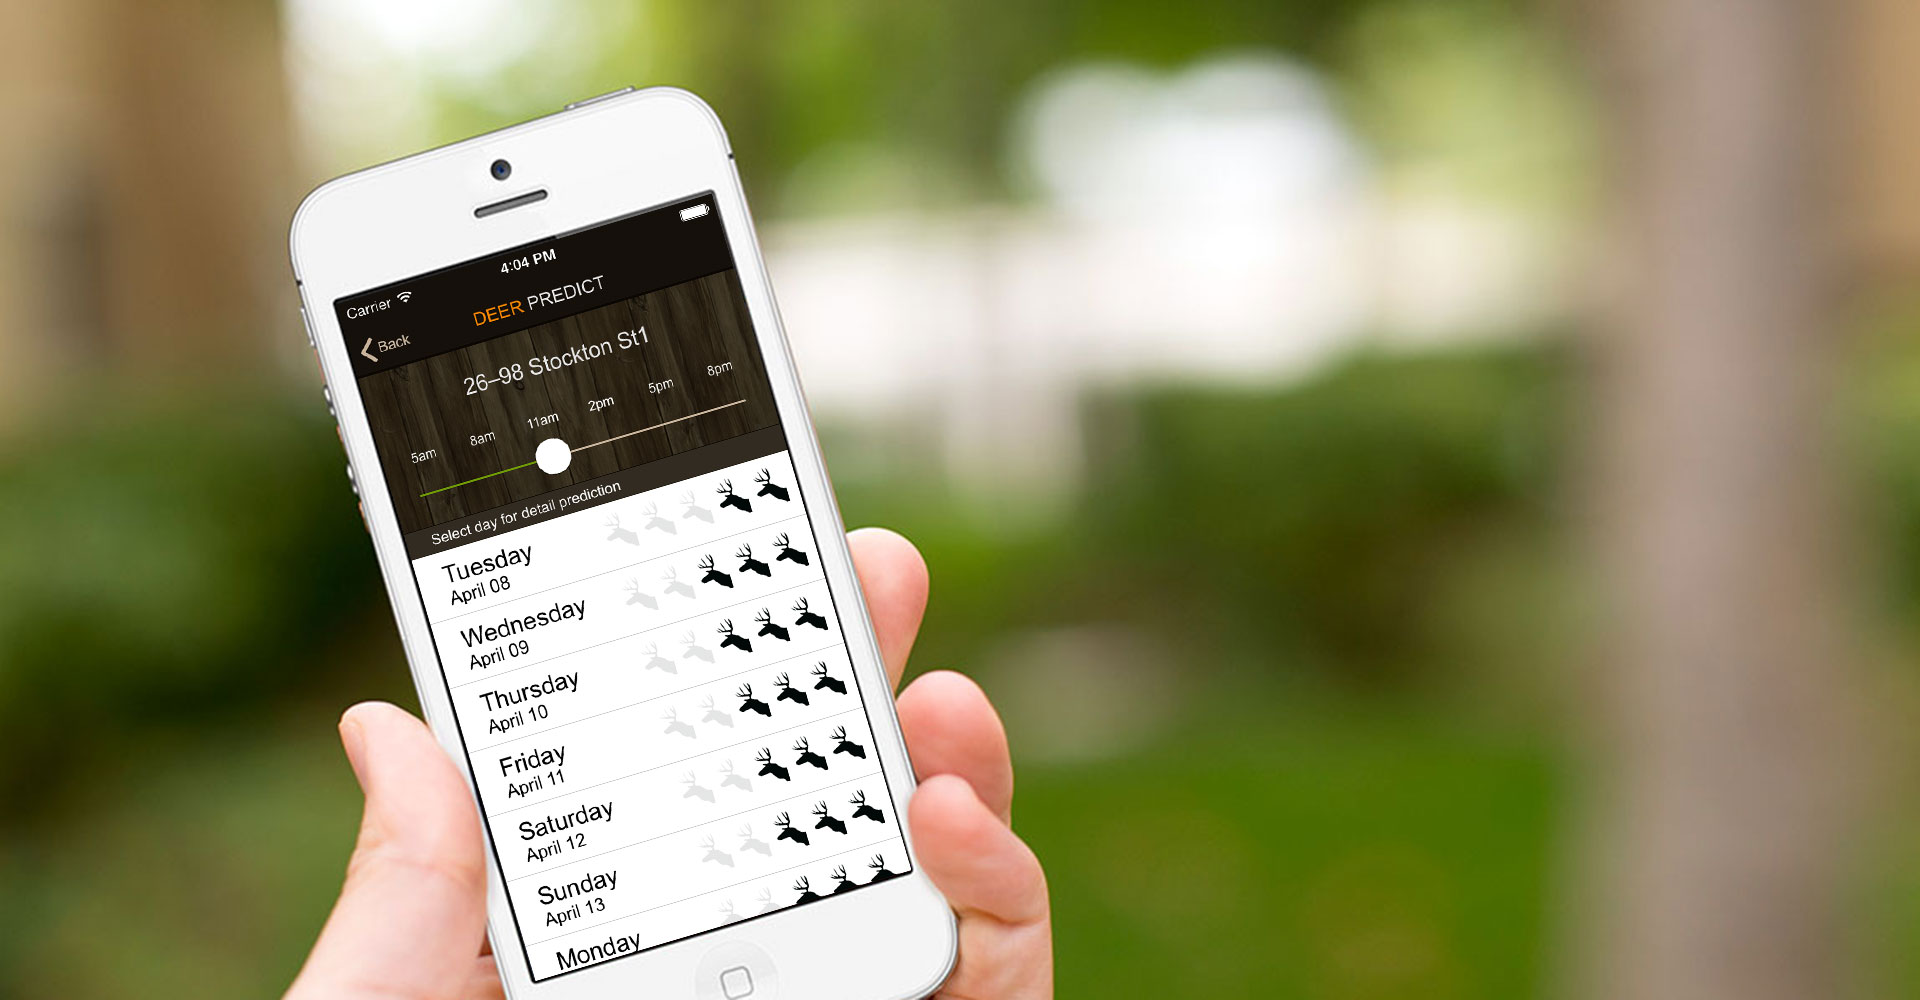 Carrier 4:04 PM
Back DEER PREDICT
26–98 Stockton St1
5am 8am 11am 2pm 5pm 8pm
Select day for detail prediction
Tuesday
April 08
Wednesday
April 09
Thursday
April 10
Friday
April 11
Saturday
April 12
Sunday
April 13
Monday